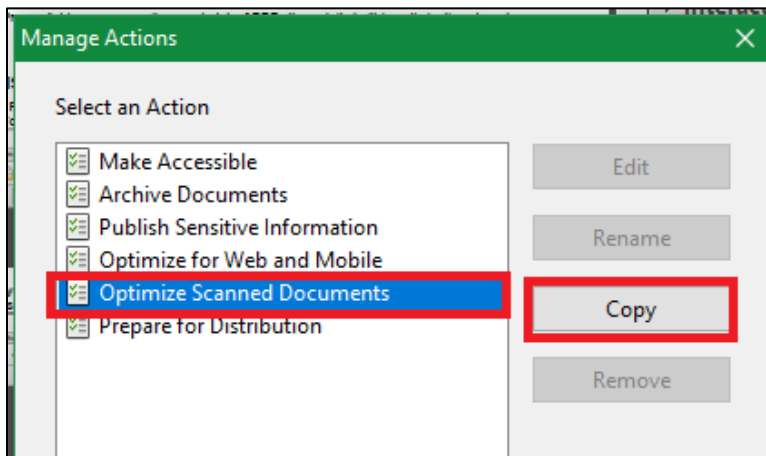 Manage Actions
Select an Action
Make Accessible
Archive Documents
Publish Sensitive Information
Optimize for Web and Mobile
Optimize Scanned Documents
Prepare for Distribution
Edit
Rename
Copy
Remove